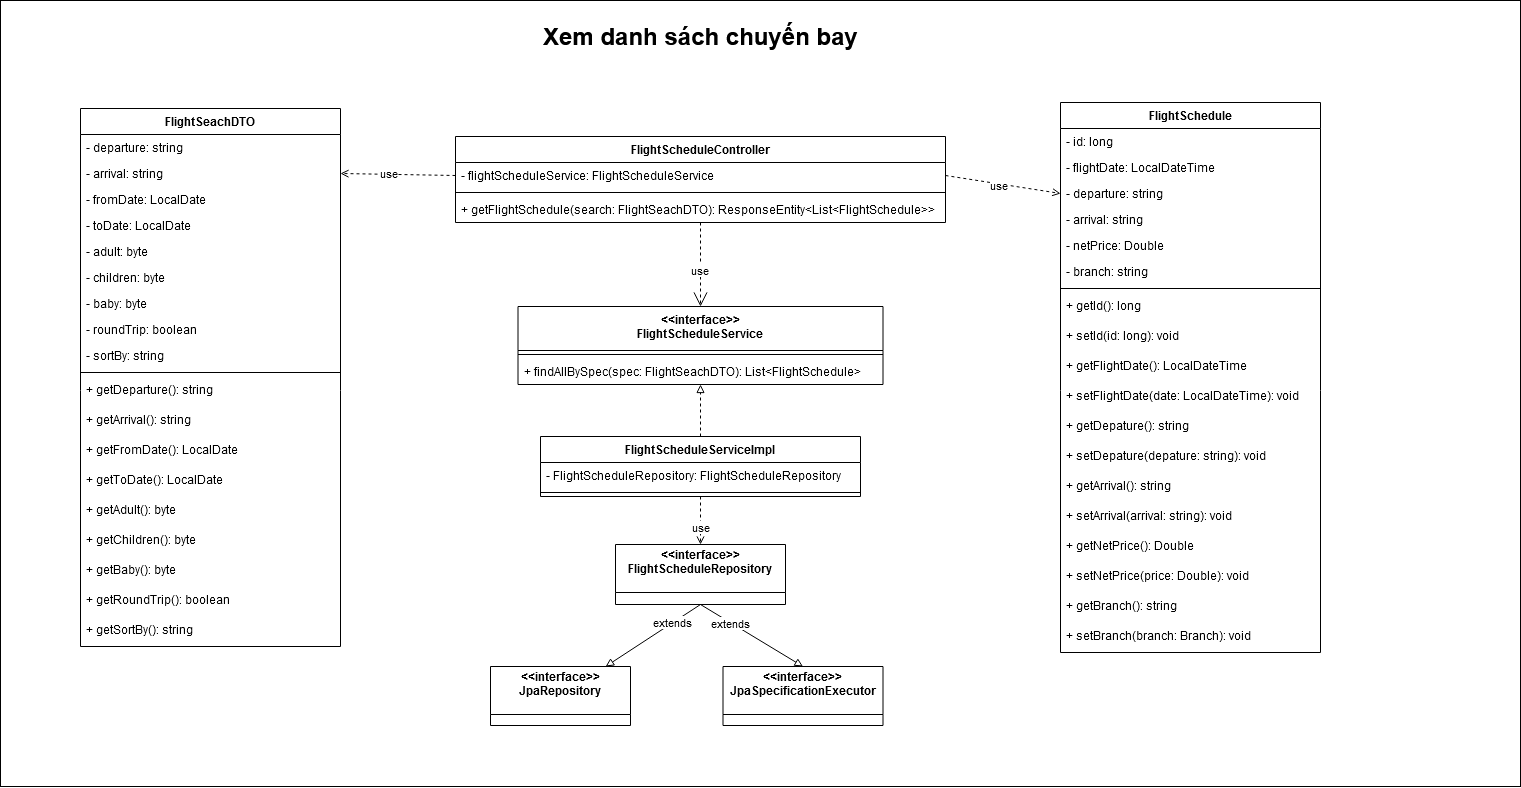 Xem danh sách chuyến bay
FlightSeachDTO
- departure: string
- arrival: string
- fromDate: LocalDate
- toDate: LocalDate
- adult: byte
- children: byte
- baby: byte
- roundTrip: boolean
- sortBy: string
+ getDeparture(): string
+ getArrival(): string
+ getFromDate(): LocalDate
+ getToDate(): LocalDate
+ getAdult(): byte
+ getChildren(): byte
+ getBaby(): byte
+ getRoundTrip(): boolean
+ getSortBy(): string
use
FlightScheduleController
- flightScheduleService: FlightScheduleService
+ getFlightSchedule(search: FlightSeachDTO): ResponseEntity<List<FlightSchedule>>
use
use
<<interface>>
FlightScheduleService
+ findAllBySpec(spec: FlightSeachDTO): List<FlightSchedule>
FlightScheduleServiceImpl
- FlightScheduleRepository: FlightScheduleRepository
use
<<interface>>
FlightScheduleRepository
extends
extends
<<interface>>
JpaRepository
<<interface>>
JpaSpecificationExecutor
FlightSchedule
- id: long
- flightDate: LocalDateTime
- departure: string
- arrival: string
- netPrice: Double
- branch: string
+ getId(): long
+ setId(id: long): void
+ getFlightDate(): LocalDateTime
+ setFlightDate(date: LocalDateTime): void
+ getDepature(): string
+ setDepature(depature: string): void
+ getArrival(): string
+ setArrival(arrival: string): void
+ getNetPrice(): Double
+ setNetPrice(price: Double): void
+ getBranch(): string
+ setBranch(branch: Branch): void